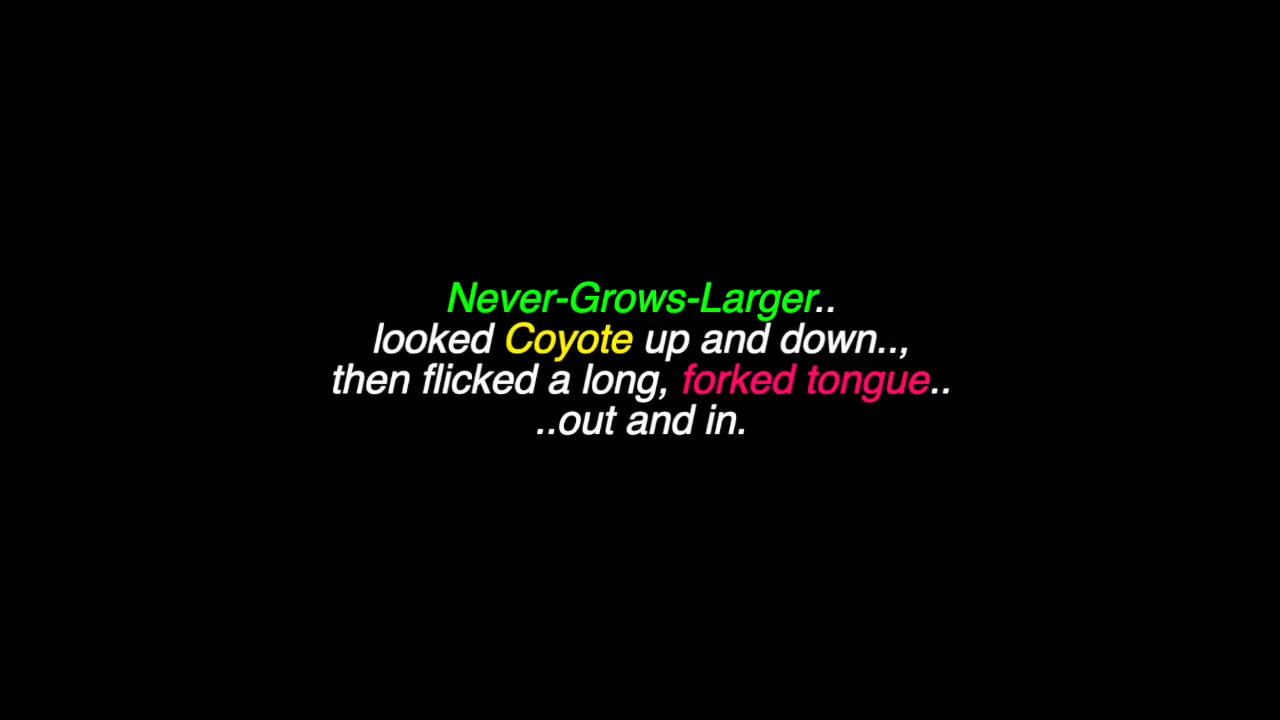 Never-Grows-Larger..
looked Coyote up and down..,
then flicked a long, forked tongue..
..out and in.